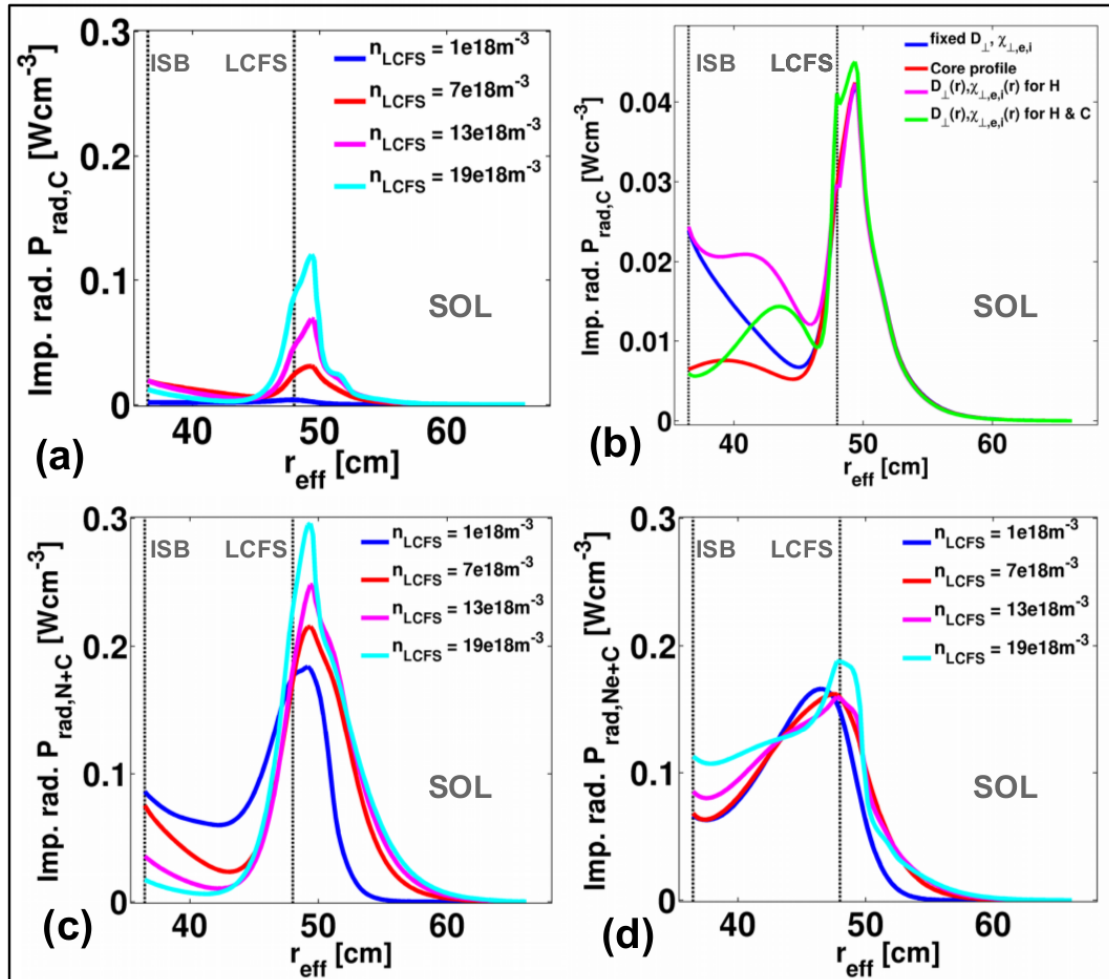 0.3
0.2
0.1
0
Imp. rad. P_rad,C [Wcm^-3]
ISB
LCFS
n_LCFS = 1e18m^-3
n_LCFS = 7e18m^-3
n_LCFS = 13e18m^-3
n_LCFS = 19e18m^-3
SOL
40
50
60
r_eff [cm]
(a)
0.04
0.03
0.02
0.01
0
Imp. rad. P_rad,C [Wcm^-3]
ISB
LCFS
fixed D_⊥, χ_⊥,e,i
Core profile
D_⊥(r),χ_⊥,e,i(r) for H
D_⊥(r),χ_⊥,e,i(r) for H & C
SOL
40
50
60
r_eff [cm]
(b)
0.3
0.2
0.1
0
Imp. rad. P_rad,N+C [Wcm^-3]
ISB
LCFS
n_LCFS = 1e18m^-3
n_LCFS = 7e18m^-3
n_LCFS = 13e18m^-3
n_LCFS = 19e18m^-3
SOL
40
50
60
r_eff [cm]
(c)
0.3
0.2
0.1
0
Imp. rad. P_rad,Ne+C [Wcm^-3]
ISB
LCFS
n_LCFS = 1e18m^-3
n_LCFS = 7e18m^-3
n_LCFS = 13e18m^-3
n_LCFS = 19e18m^-3
SOL
40
50
60
r_eff [cm]
(d)